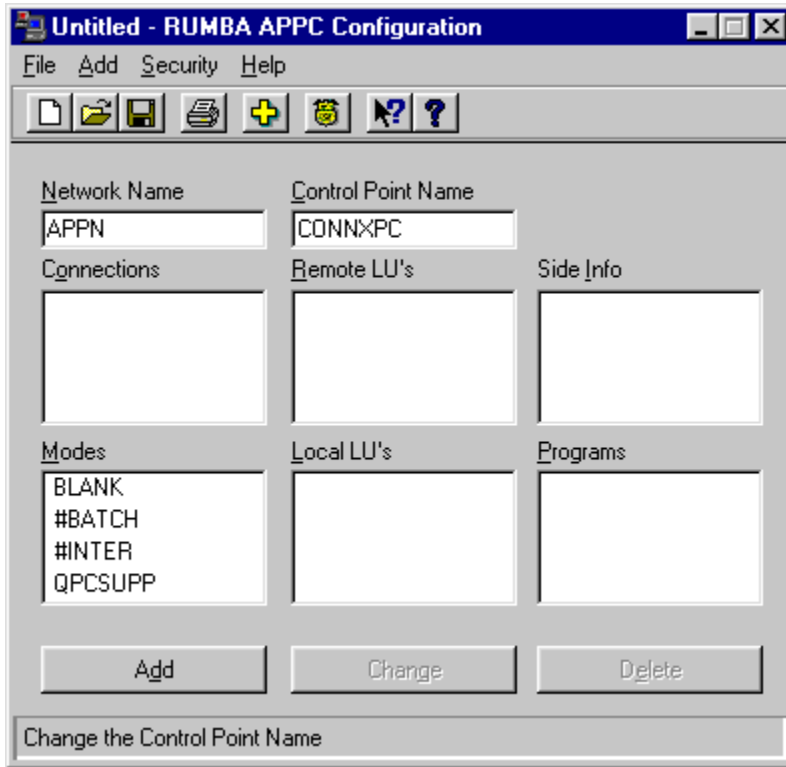 Untitled - RUMBA APPC Configuration
File Add Security Help
Network Name Control Point Name
APPN CONNXPC
Connections Remote LU's Side Info
Modes Local LU's Programs
BLANK
#BATCH
#INTER
QPCSUPP
Add Change Delete
Change the Control Point Name